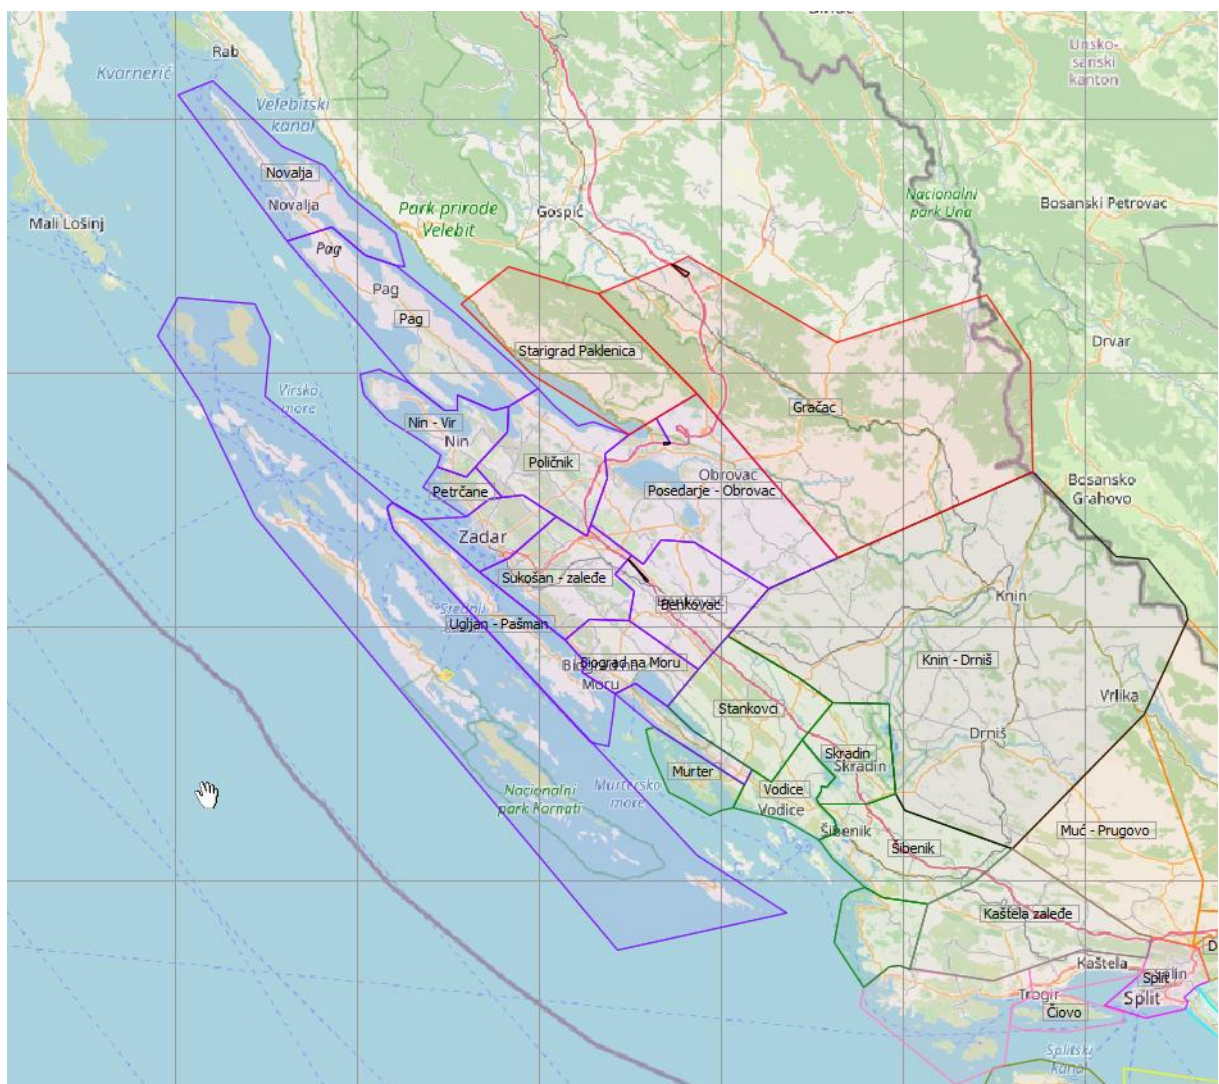 Rab
Unsko-
sanski
kanton
Kvarnerić
Velebitski
kanal
Novalja
Novalja
Nacionalni
park Una
Bosanski Petrovac
Mali Lošinj
Park prirode
Velebit
Gospić
Pag
Pag
Pag
Starigrad Paklenica
Drvar
Virsko
more
Gračac
Nin - Vir
Nin
Poličnik
Obrovac
Posedarje - Obrovac
Bosansko
Grahovo
Petrčane
Zadar
Sukošan - zaleđe
Benkovac
Knin
Srednji
Ugljan - Pašman
Biograd na Moru
Biograd na
Moru
Knin - Drniš
Vrlika
Stankovci
Drniš
Skradin
Skradin
Murter
Vodice
Vodice
Murtersko
more
Nacionalni
park Kornati
Šibenik
Šibenik
Muć - Prugovo
Kaštela zaleđe
D
Kaštela
Split
Split
Trogir
Čiovo
Splitski
kanal